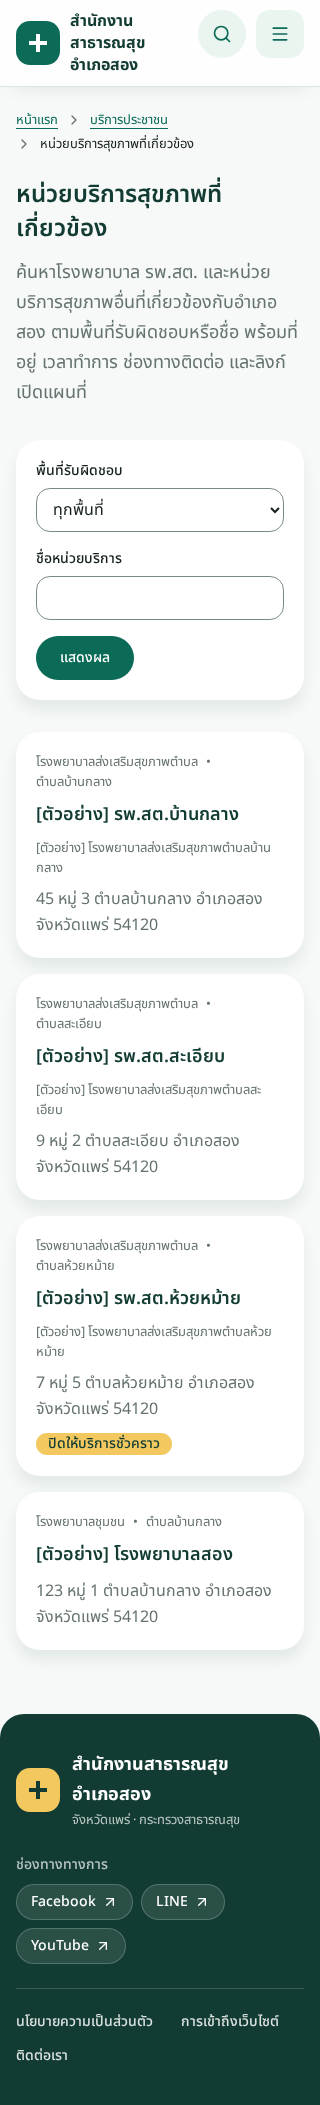 สำนักงาน
สาธารณสุข
อำเภอสอง
หน้าแรก
บริการประชาชน
หน่วยบริการสุขภาพที่เกี่ยวข้อง
หน่วยบริการสุขภาพที่
เกี่ยวข้อง
ค้นหาโรงพยาบาล รพ.สต. และหน่วย
บริการสุขภาพอื่นที่เกี่ยวข้องกับอำเภอ
สอง ตามพื้นที่รับผิดชอบหรือชื่อ พร้อมที่
อยู่ เวลาทำการ ช่องทางติดต่อ และลิงก์
เปิดแผนที่
พื้นที่รับผิดชอบ
ทุกพื้นที่
ชื่อหน่วยบริการ
แสดงผล
โรงพยาบาลส่งเสริมสุขภาพตำบล •
ตำบลบ้านกลาง
[ตัวอย่าง] รพ.สต.บ้านกลาง
[ตัวอย่าง] โรงพยาบาลส่งเสริมสุขภาพตำบลบ้าน
กลาง
45 หมู่ 3 ตำบลบ้านกลาง อำเภอสอง
จังหวัดแพร่ 54120
โรงพยาบาลส่งเสริมสุขภาพตำบล •
ตำบลสะเอียบ
[ตัวอย่าง] รพ.สต.สะเอียบ
[ตัวอย่าง] โรงพยาบาลส่งเสริมสุขภาพตำบลสะ
เอียบ
9 หมู่ 2 ตำบลสะเอียบ อำเภอสอง
จังหวัดแพร่ 54120
โรงพยาบาลส่งเสริมสุขภาพตำบล •
ตำบลห้วยหม้าย
[ตัวอย่าง] รพ.สต.ห้วยหม้าย
[ตัวอย่าง] โรงพยาบาลส่งเสริมสุขภาพตำบลห้วย
หม้าย
7 หมู่ 5 ตำบลห้วยหม้าย อำเภอสอง
จังหวัดแพร่ 54120
ปิดให้บริการชั่วคราว
โรงพยาบาลชุมชน • ตำบลบ้านกลาง
[ตัวอย่าง] โรงพยาบาลสอง
123 หมู่ 1 ตำบลบ้านกลาง อำเภอสอง
จังหวัดแพร่ 54120
สำนักงานสาธารณสุข
อำเภอสอง
จังหวัดแพร่ · กระทรวงสาธารณสุข
ช่องทางทางการ
Facebook
LINE
YouTube
นโยบายความเป็นส่วนตัว
การเข้าถึงเว็บไซต์
ติดต่อเรา